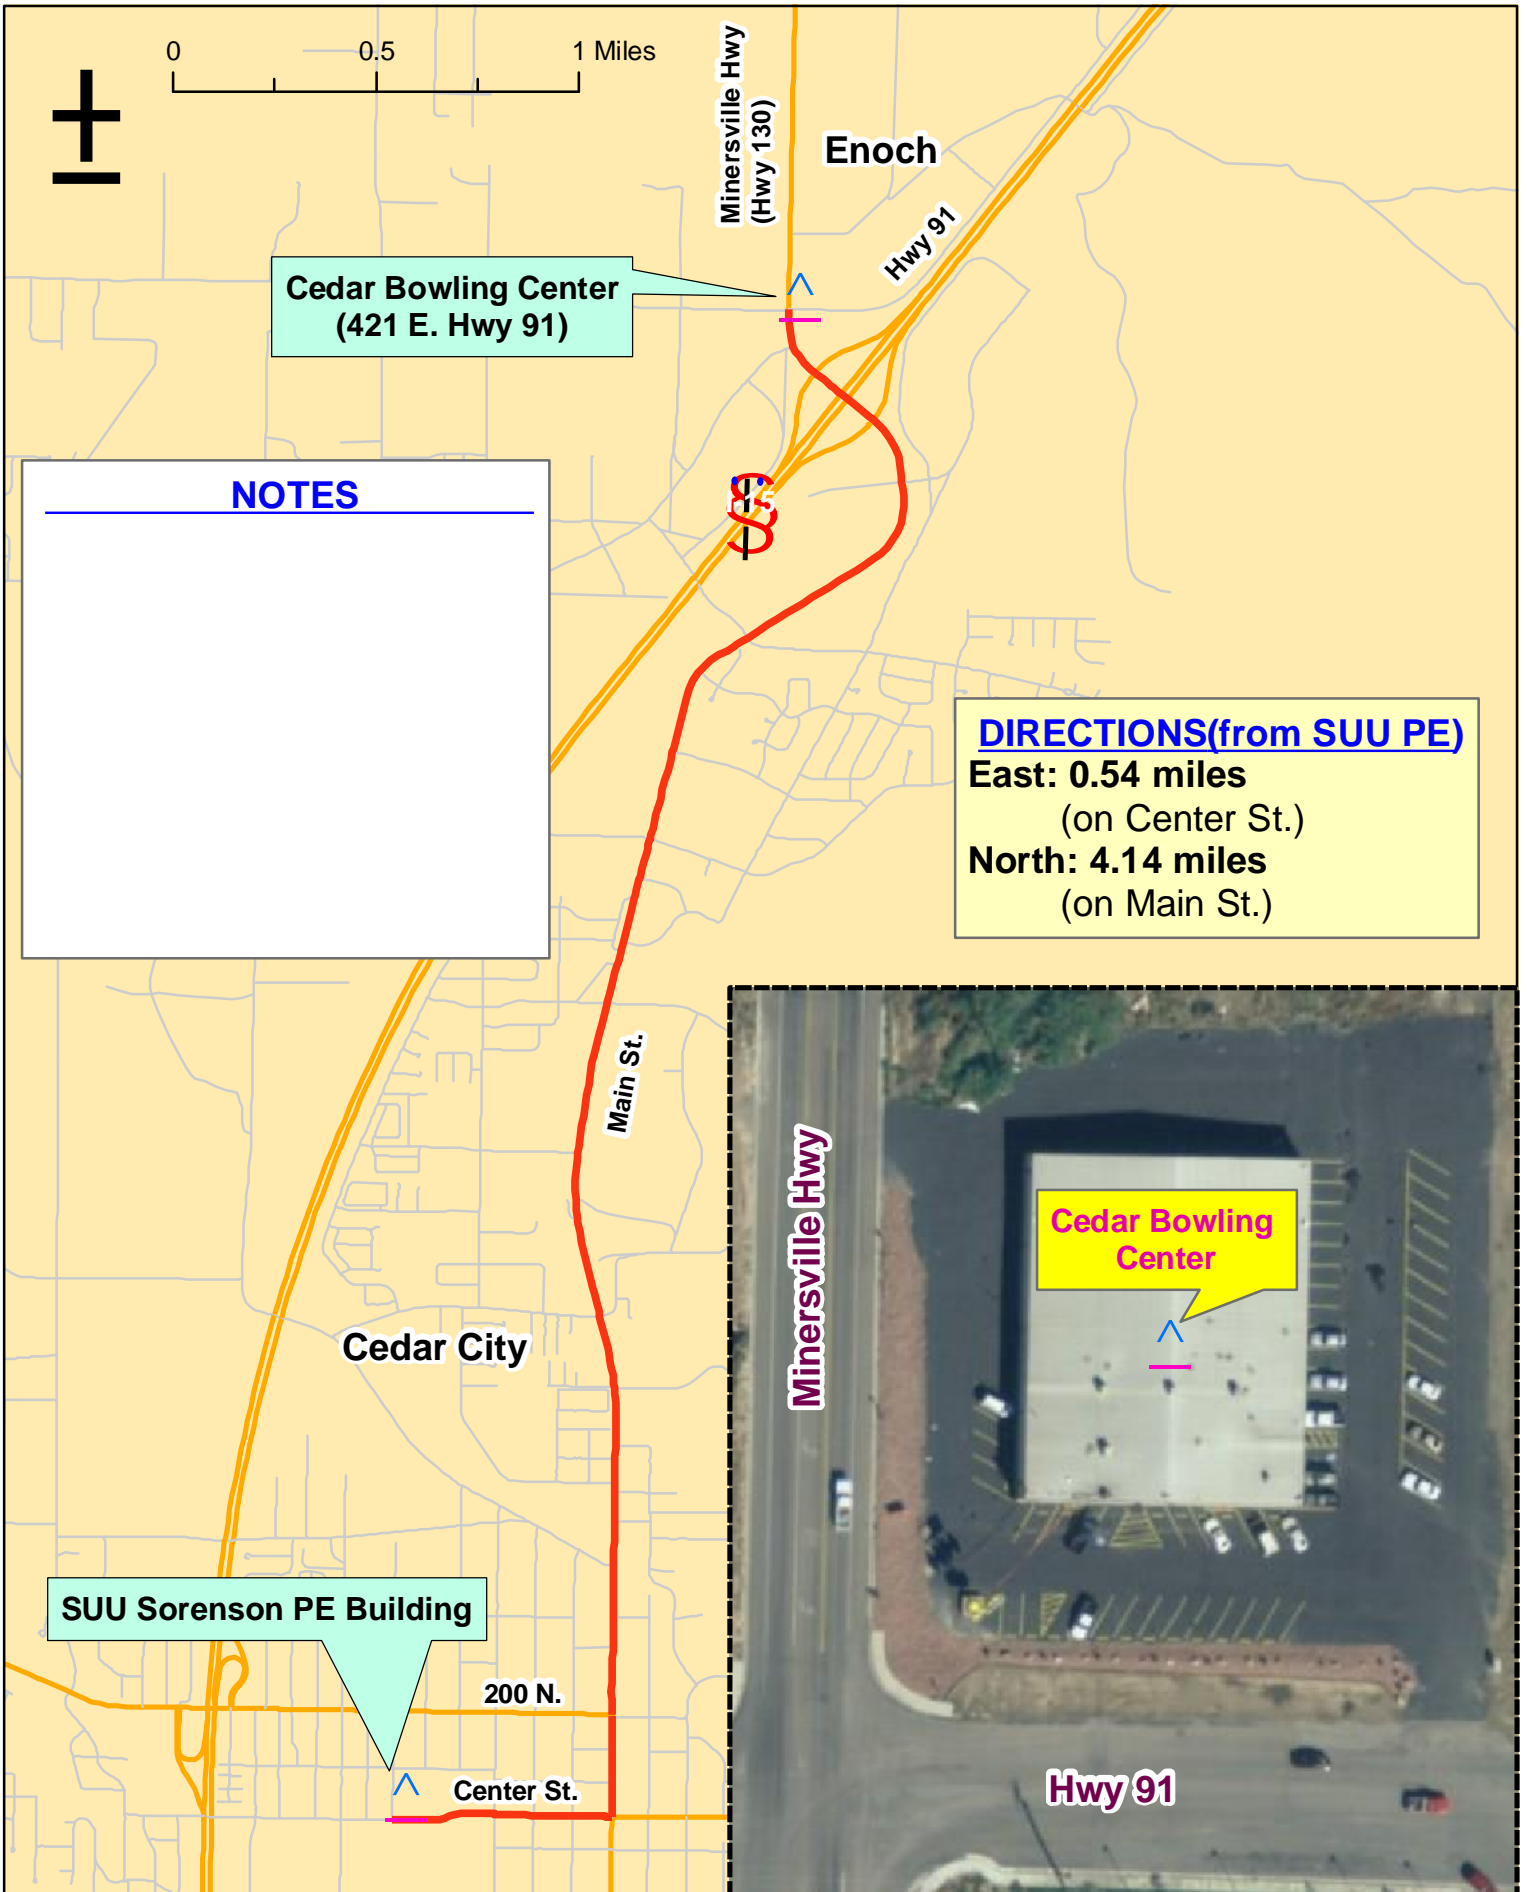 0 0.5 1 Miles
±
Minersville Hwy
(Hwy 130)
Enoch
Hwy 91
Cedar Bowling Center
(421 E. Hwy 91)
NOTES
DIRECTIONS(from SUU PE)
East: 0.54 miles
(on Center St.)
North: 4.14 miles
(on Main St.)
Main St.
Minersville Hwy
Cedar Bowling
Center
Cedar City
SUU Sorenson PE Building
200 N.
Center St.
Hwy 91